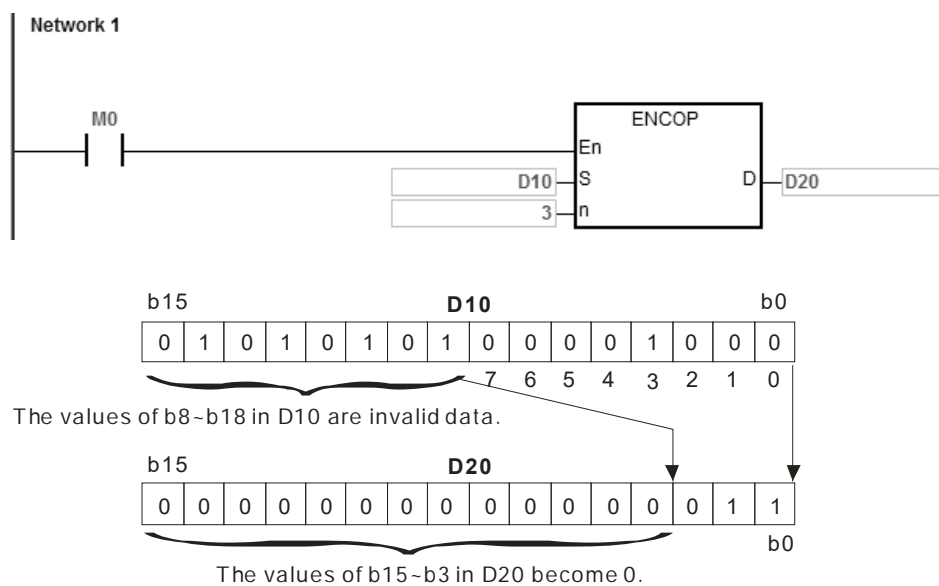 Network 1
M0
ENCOP
En
D10 S D D20
3 n
b15 D10 b0
0 1 0 1 0 1 0 1 0 0 0 0 1 0 0 0
7 6 5 4 3 2 1 0
The values of b8~b18 in D10 are invalid data.
b15 D20
0 0 0 0 0 0 0 0 0 0 0 0 0 0 1 1
b0
The values of b15~b3 in D20 become 0.